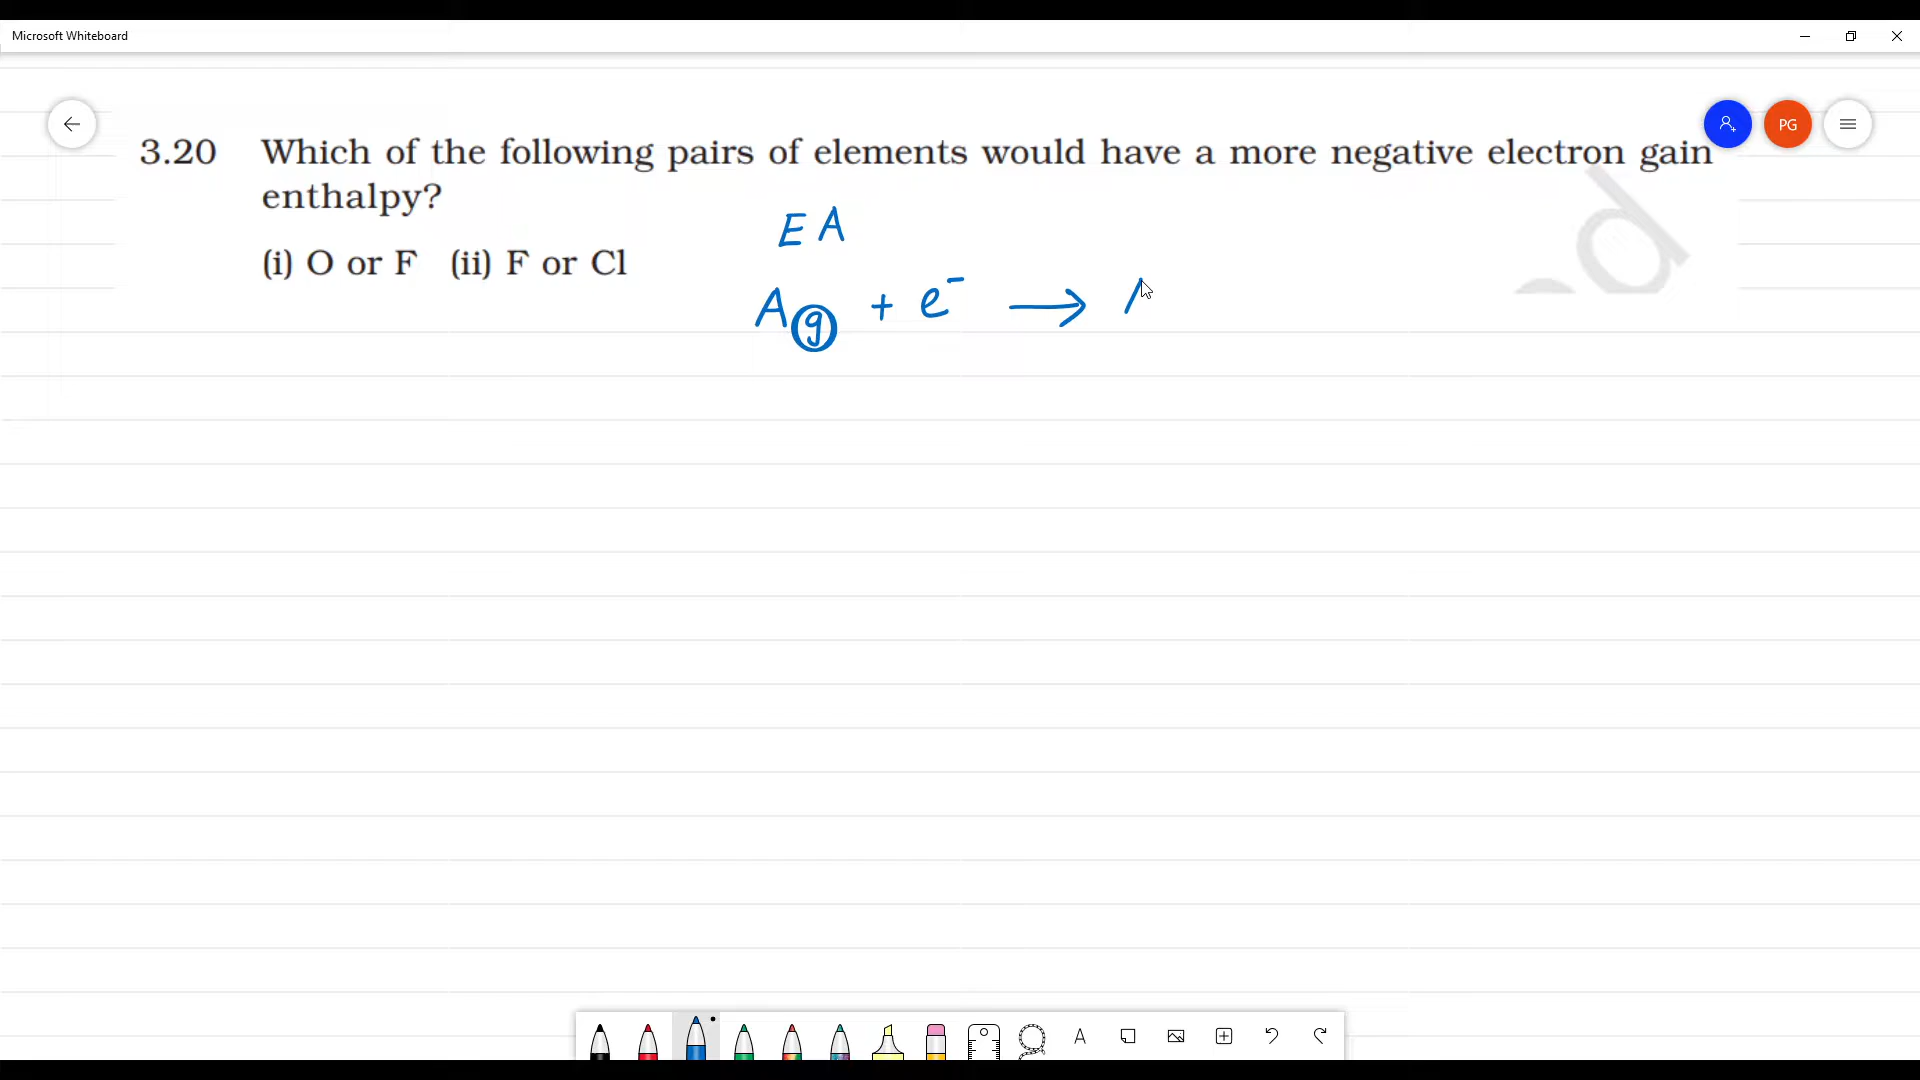 Microsoft Whiteboard
PG
3.20 Which of the following pairs of elements would have a more negative electron gain
enthalpy?
E A
(i) O or F (ii) F or Cl
A(g) + e⁻ → 
d
A